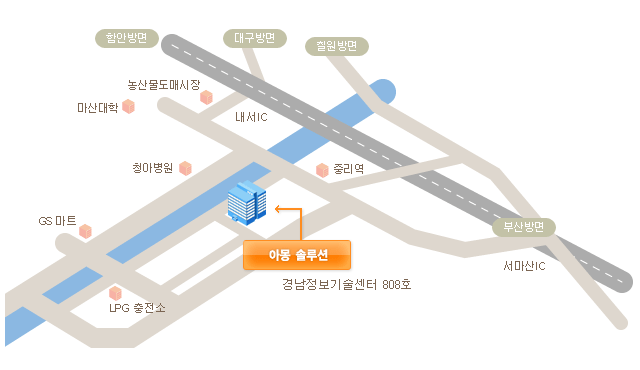 함안방면
대구방면
칠원방면
농산물도매시장
마산대학
내서IC
청아병원
중리역
GS 마트
부산방면
아몽 솔루션
서마산IC
경남정보기술센터 808호
LPG 충전소